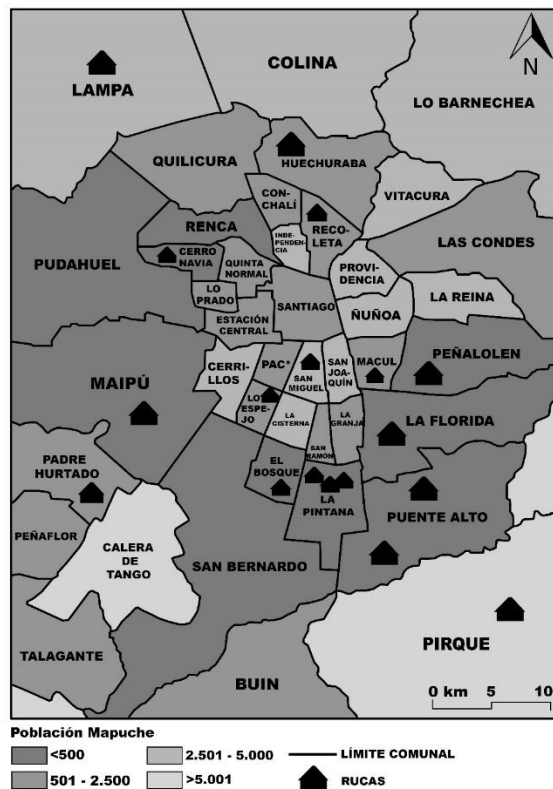 N
COLINA
LAMPA
LO BARNECHEA
QUILICURA
HUECHURABA
VITACURA
CON-
CHALÍ
RENCA
INDE-
PENDEN-
CIA
RECO-
LETA
LAS CONDES
PUDAHUEL
CERRO
NAVIA
QUINTA
NORMAL
PROVI-
DENCIA
LO
PRADO
SANTIAGO
LA REINA
ESTACIÓN
CENTRAL
ÑUÑOA
PEÑALOLEN
CERRI-
LLOS
PAC*
SAN
MIGUEL
SAN
JOA-
QUÍN
MACUL
MAIPÚ
LO
ESPE-
JO
LA
CISTERNA
LA
GRANJA
LA FLORIDA
SAN
RAMÓN
PADRE
HURTADO
EL
BOSQUE
LA
PINTANA
PUENTE ALTO
PEÑAFLOR
CALERA
DE
TANGO
SAN BERNARDO
PIRQUE
TALAGANTE
BUIN
0 km 5 10
Población Mapuche
<500
2.501 - 5.000
LÍMITE COMUNAL
501 - 2.500
>5.001
RUCAS